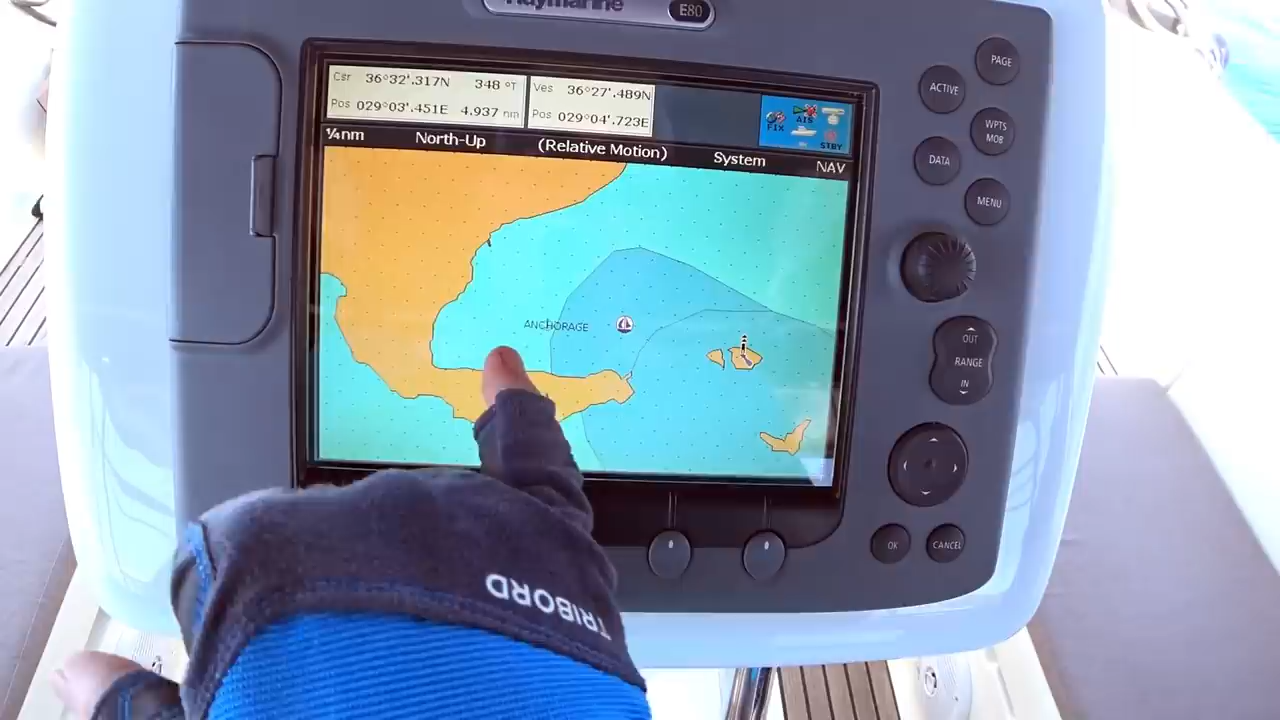 Raymarine E80
Csr 36°32'.317N 348 °T
Pos 029°03'.451E 4.937 nm
Ves 36°27'.489N
Pos 029°04'.723E
FIX AIS STBY
¼nm North-Up (Relative Motion) System NAV
ANCHORAGE
PAGE
ACTIVE
WPTS
MOB
DATA
MENU
OUT
RANGE
IN
OK
CANCEL
TRIBORD